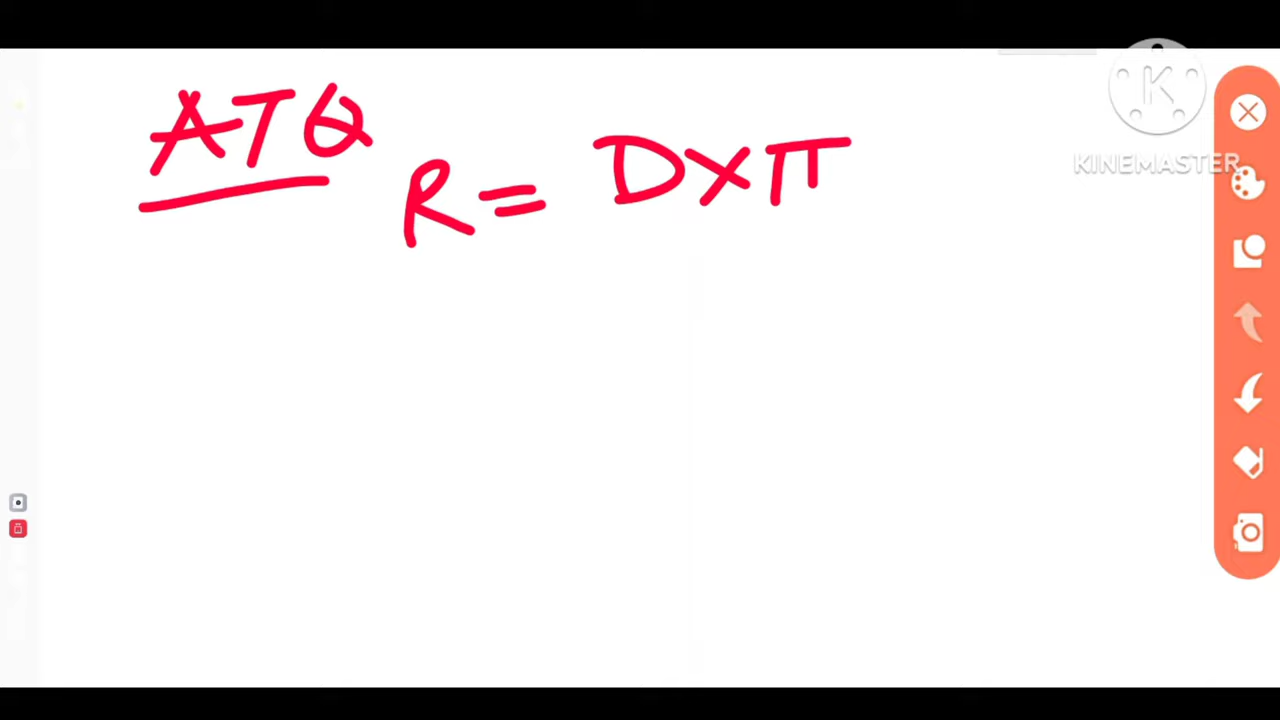 ATQ
R = D×π
K
KINEMASTER